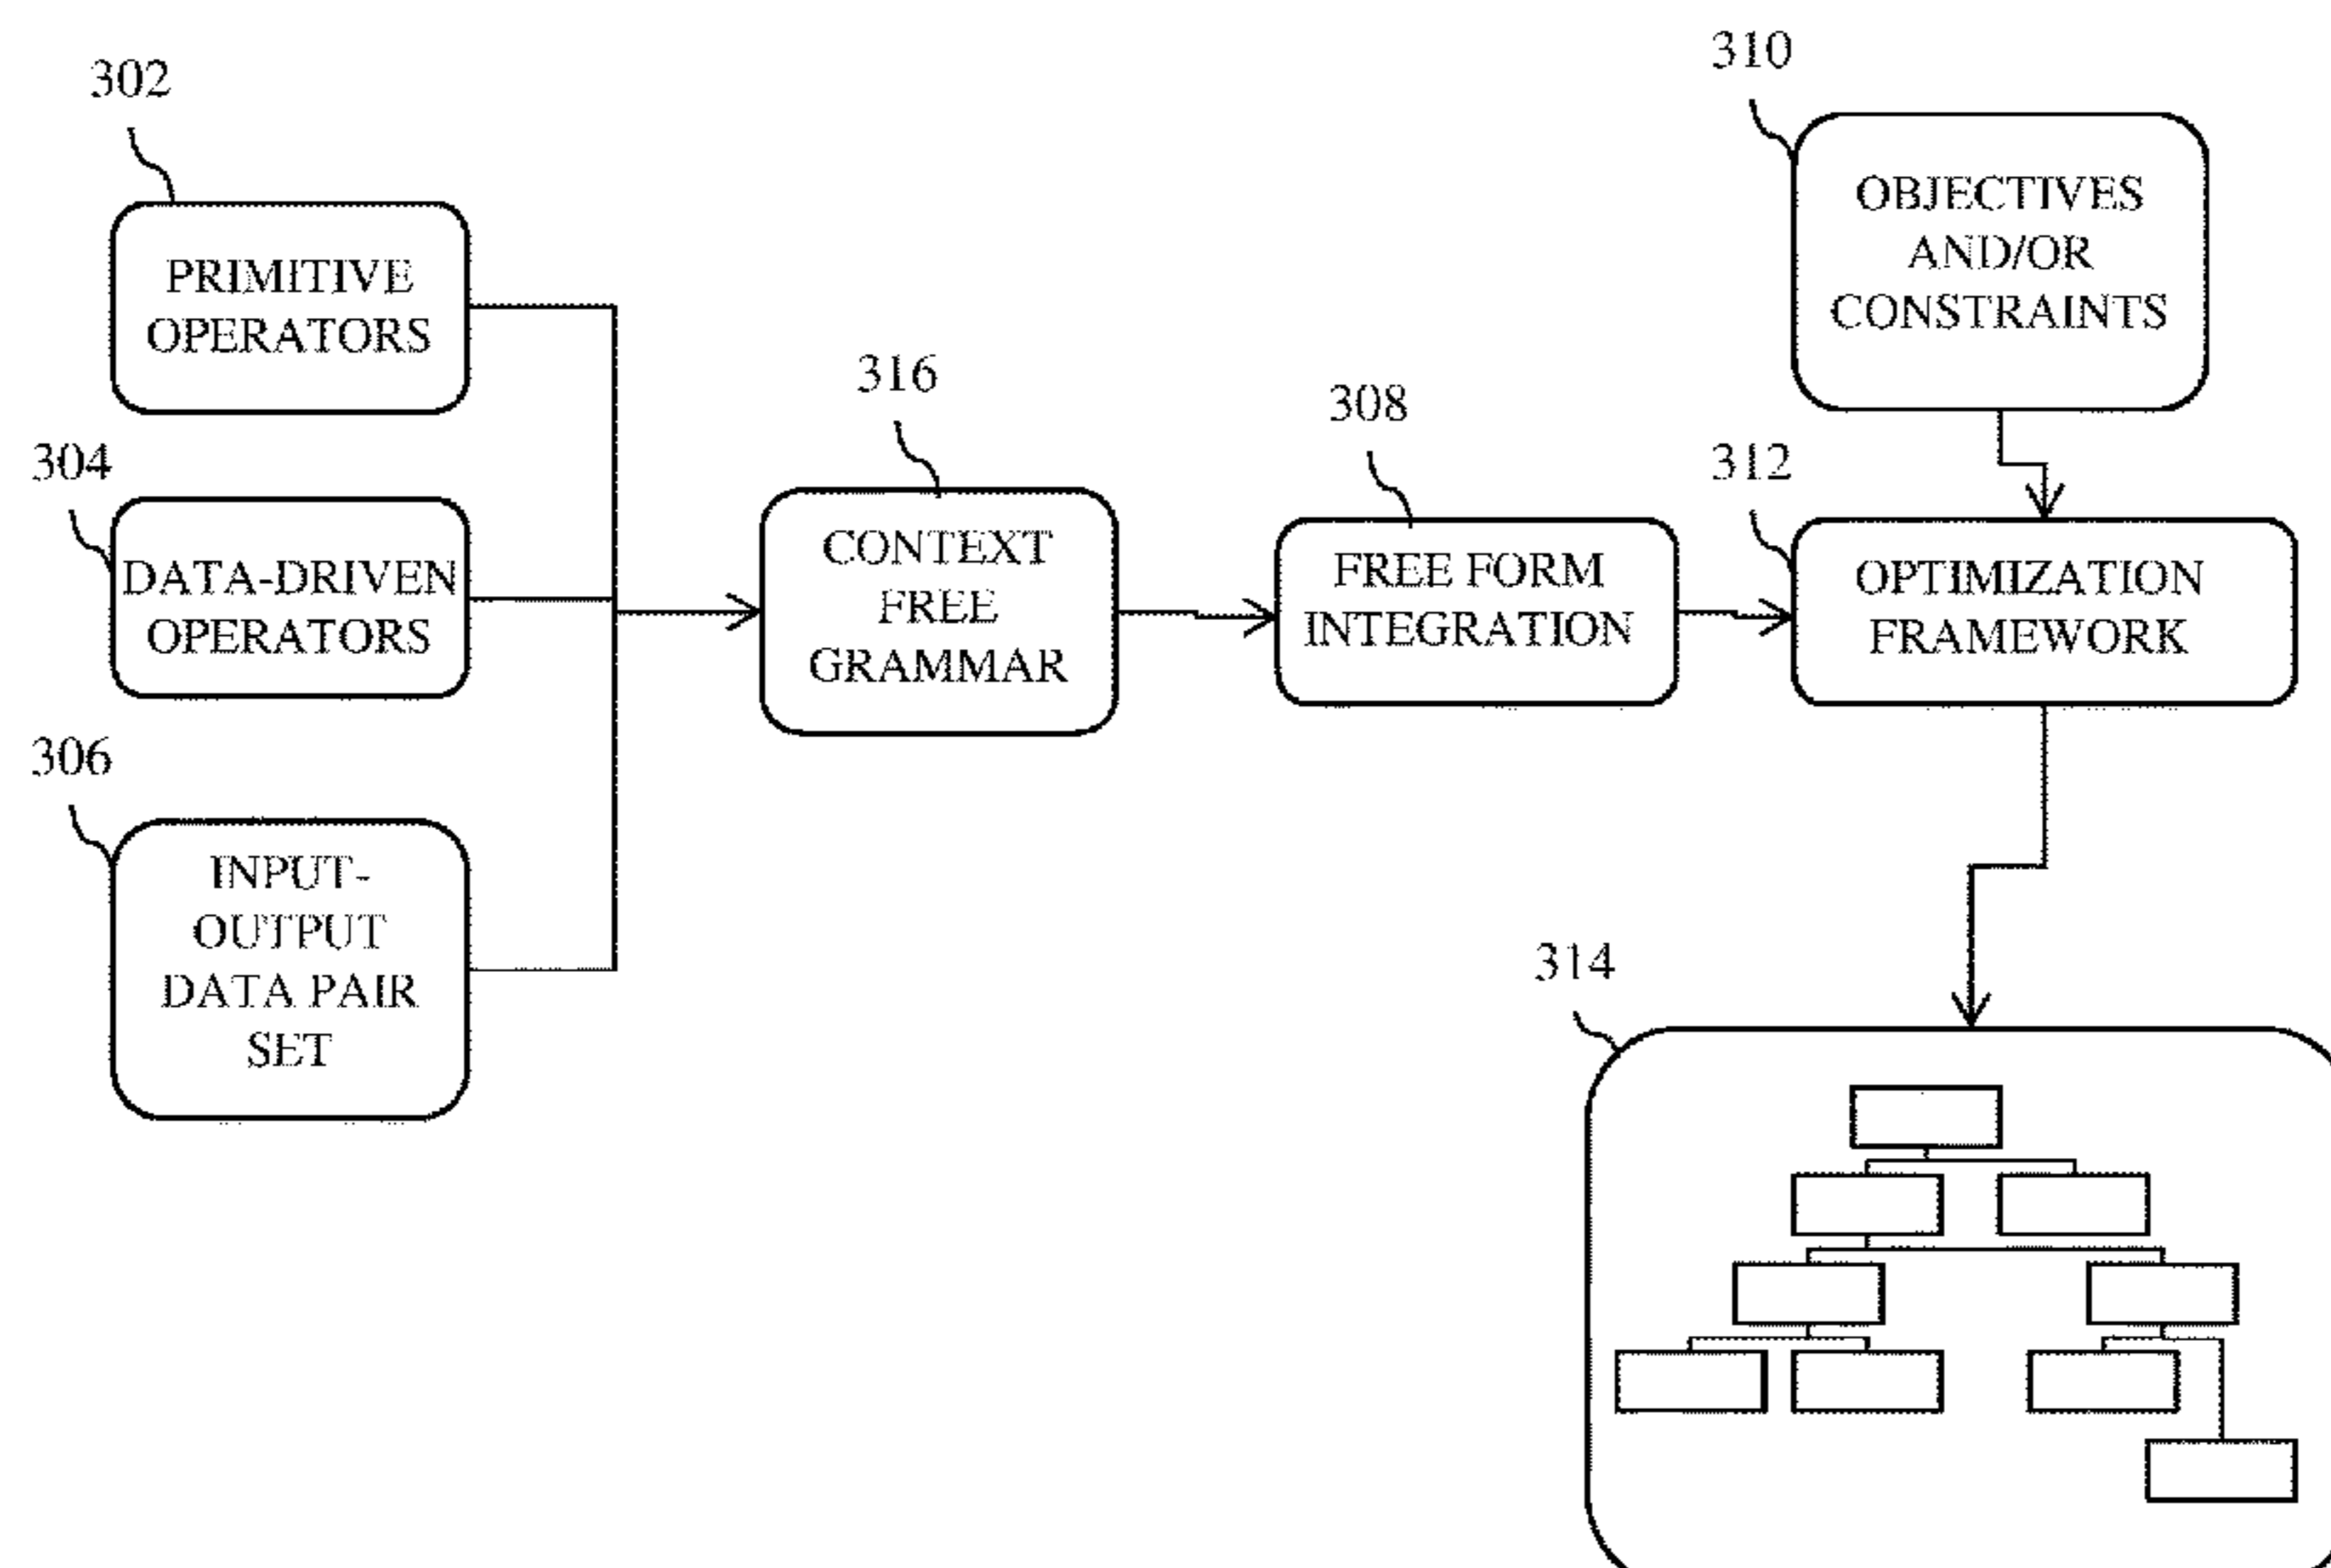 302
PRIMITIVE
OPERATORS
304
DATA-DRIVEN
OPERATORS
306
INPUT-
OUTPUT
DATA PAIR
SET
316
CONTEXT
FREE
GRAMMAR
308
FREE FORM
INTEGRATION
310
OBJECTIVES
AND/OR
CONSTRAINTS
312
OPTIMIZATION
FRAMEWORK
314